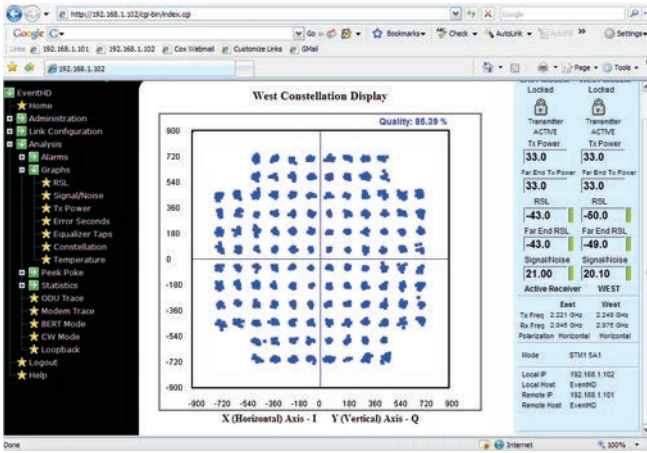 http://192.168.1.102/cgi-bin/index.cgi
Google
Google G
Go
Bookmarks
Check
AutoLink
Settings
Links 192.168.1.101 192.168.1.102 Cox Webmail Customize Links GMail
192.168.1.102
Page Tools
EventHD
Home
Administration
Link Configuration
Analysis
Alarms
Graphs
RSL
Signal/Noise
Tx Power
Error Seconds
Equalizer Taps
Constellation
Temperature
Peek Poke
Statistics
ODU Trace
Modem Trace
BERT Mode
CW Mode
Loopback
Logout
Help
West Constellation Display
Quality: 85.39 %
900
720
540
360
180
0
-180
-360
-540
-720
-900
-900 -720 -540 -360 -180 0 180 360 540 720 900
X (Horizontal) Axis - I Y (Vertical) Axis - Q
Locked Locked
Transmitter Transmitter
ACTIVE ACTIVE
Tx Power Tx Power
33.0 33.0
Far End Tx Power Far End Tx Power
33.0 33.0
RSL RSL
-43.0 -50.0
Far End RSL Far End RSL
-43.0 -49.0
Signal/Noise Signal/Noise
21.00 20.10
Active Receiver WEST
East West
Tx Freq 2.221 GHz 2.249 GHz
Rx Freq GHz GHz
Polarization Horizontal Horizontal
Mode STM1 SA1
Local IP 192.168.1.102
Local Host EventHD
Remote IP 192.168.1.101
Remote Host EventHD
Done Internet 100%